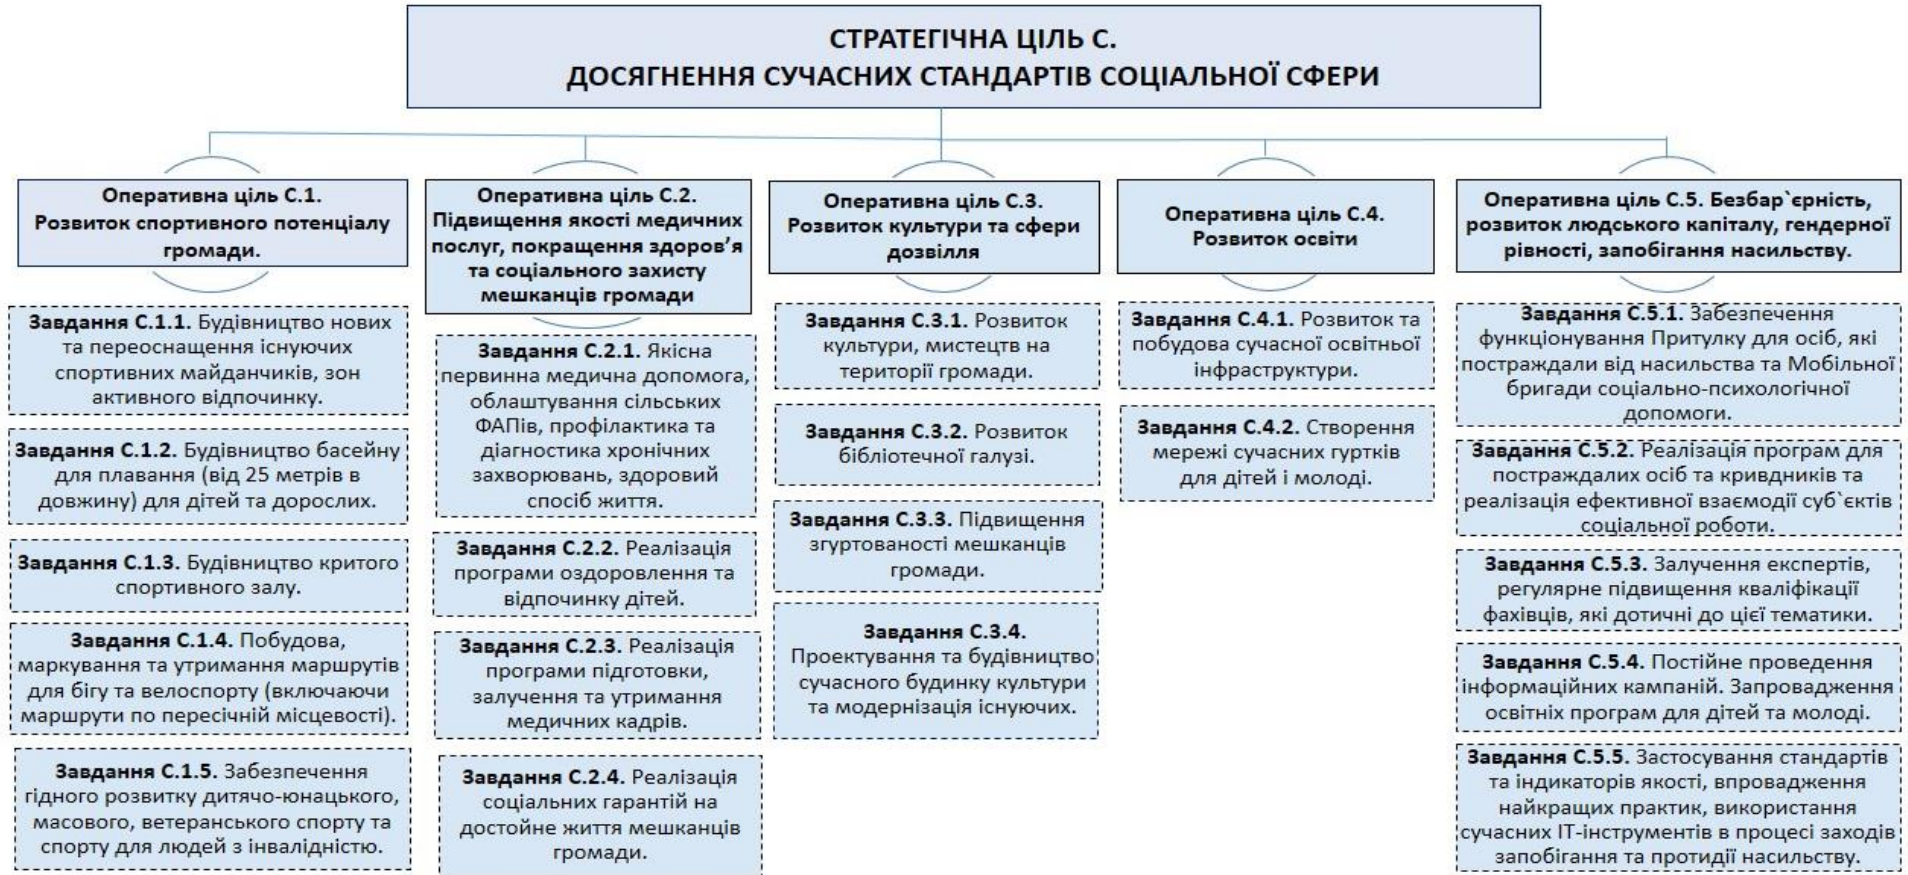 СТРАТЕГІЧНА ЦІЛЬ С.
ДОСЯГНЕННЯ СУЧАСНИХ СТАНДАРТІВ СОЦІАЛЬНОЇ СФЕРИ
Оперативна ціль С.1.
Розвиток спортивного потенціалу
громади.
Завдання С.1.1. Будівництво нових
та переоснащення існуючих
спортивних майданчиків, зон
активного відпочинку.
Завдання С.1.2. Будівництво басейну
для плавання (від 25 метрів в
довжину) для дітей та дорослих.
Завдання С.1.3. Будівництво критого
спортивного залу.
Завдання С.1.4. Побудова,
маркування та утримання маршрутів
для бігу та велоспорту (включаючи
маршрути по пересічній місцевості).
Завдання С.1.5. Забезпечення
гідного розвитку дитячо-юнацького,
масового, ветеранського спорту та
спорту для людей з інвалідністю.
Оперативна ціль С.2.
Підвищення якості медичних
послуг, покращення здоров’я
та соціального захисту
мешканців громади
Завдання С.2.1. Якісна
первинна медична допомога,
облаштування сільських
ФАПів, профілактика та
діагностика хронічних
захворювань, здоровий
спосіб життя.
Завдання С.2.2. Реалізація
програми оздоровлення та
відпочинку дітей.
Завдання С.2.3. Реалізація
програми підготовки,
залучення та утримання
медичних кадрів.
Завдання С.2.4. Реалізація
соціальних гарантій на
достойне життя мешканців
громади.
Оперативна ціль С.3.
Розвиток культури та сфери
дозвілля
Завдання С.3.1. Розвиток
культури, мистецтв на
території громади.
Завдання С.3.2. Розвиток
бібліотечної галузі.
Завдання С.3.3. Підвищення
згуртованості мешканців
громади.
Завдання С.3.4.
Проектування та будівництво
сучасного будинку культури
та модернізація існуючих.
Оперативна ціль С.4.
Розвиток освіти
Завдання С.4.1. Розвиток та
побудова сучасної освітньої
інфраструктури.
Завдання С.4.2. Створення
мережі сучасних гуртків
для дітей і молоді.
Оперативна ціль С.5. Безбар`єрність,
розвиток людського капіталу, гендерної
рівності, запобігання насильству.
Завдання С.5.1. Забезпечення
функціонування Притулку для осіб, які
постраждали від насильства та Мобільної
бригади соціально-психологічної
допомоги.
Завдання С.5.2. Реалізація програм для
постраждалих осіб та кривдників та
реалізація ефективної взаємодії суб`єктів
соціальної роботи.
Завдання С.5.3. Залучення експертів,
регулярне підвищення кваліфікації
фахівців, які дотичні до цієї тематики.
Завдання С.5.4. Постійне проведення
інформаційних кампаній. Запровадження
освітніх програм для дітей та молоді.
Завдання С.5.5. Застосування стандартів
та індикаторів якості, впровадження
найкращих практик, використання
сучасних ІТ-інструментів в процесі заходів
запобігання та протидії насильству.